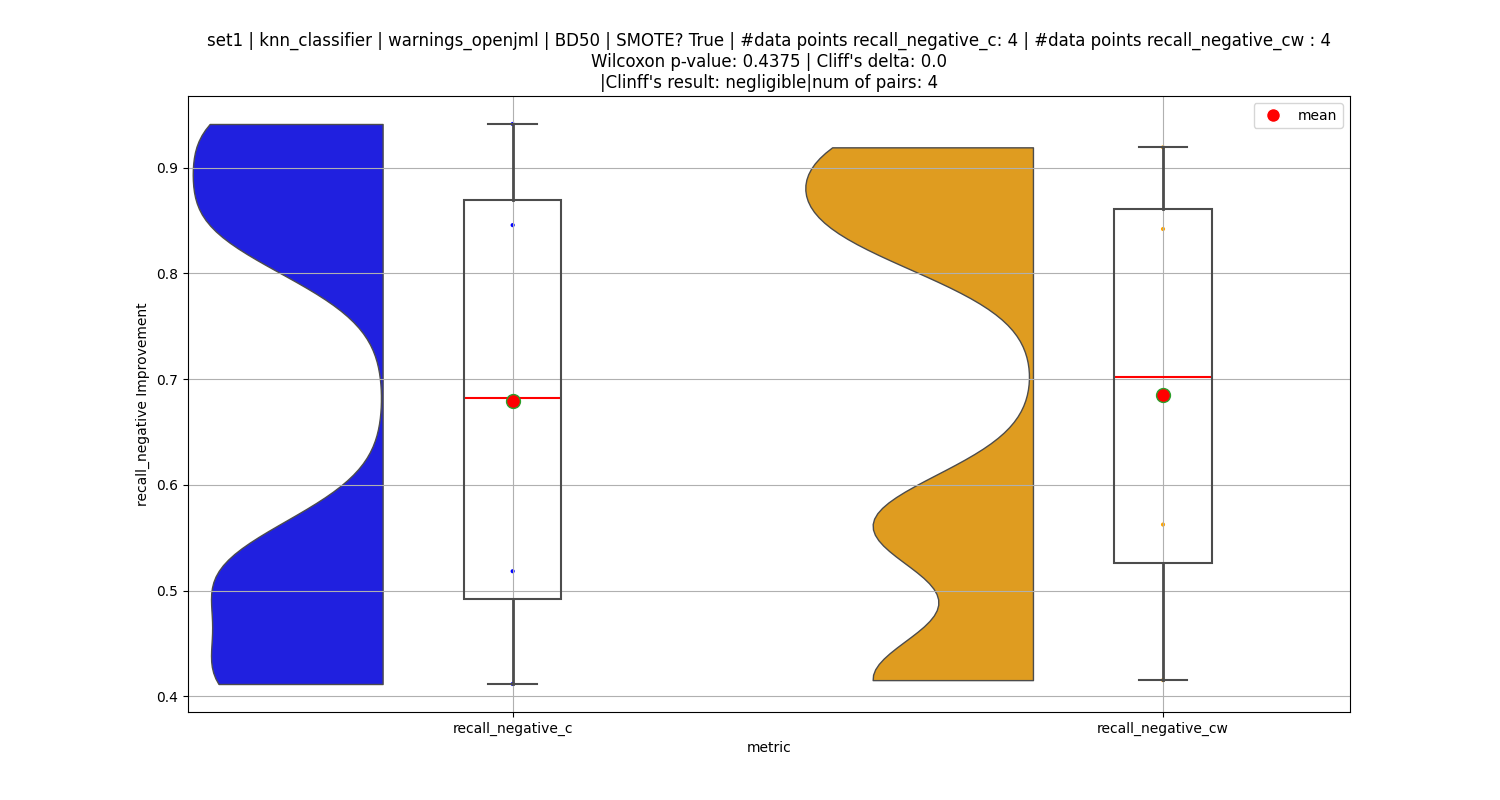 set1 | knn_classifier | warnings_openjml | BD50 | SMOTE? True | #data points recall_negative_c: 4 | #data points recall_negative_cw : 4
Wilcoxon p-value: 0.4375 | Cliff's delta: 0.0
|Clinff's result: negligible|num of pairs: 4
mean
recall_negative Improvement
0.9
0.8
0.7
0.6
0.5
0.4
recall_negative_c
recall_negative_cw
metric